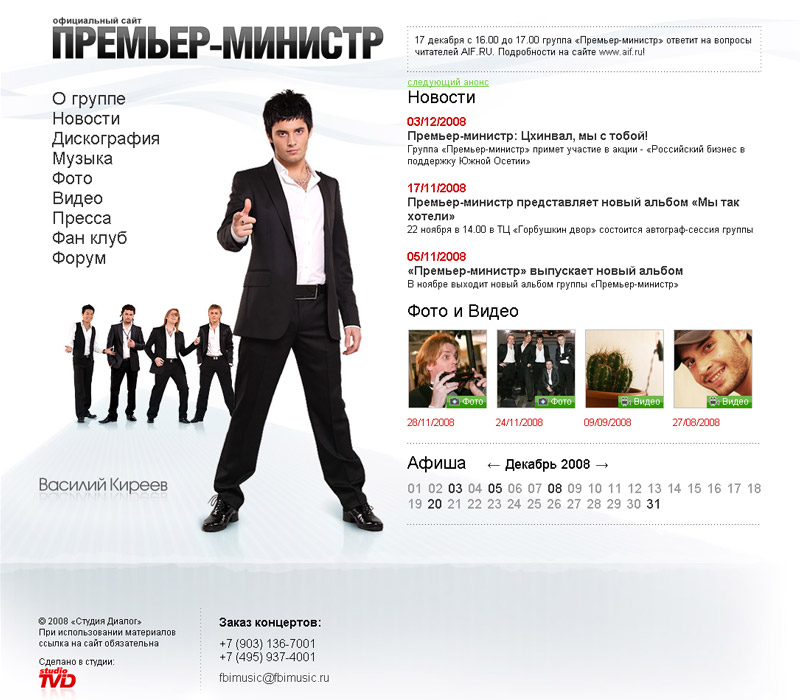 официальный сайт
ПРЕМЬЕР-МИНИСТР
О группе
Новости
Дискография
Музыка
Фото
Видео
Пресса
Фан клуб
Форум
Василий Киреев
17 декабря с 16.00 до 17.00 группа «Премьер-министр» ответит на вопросы
читателей AIF.RU. Подробности на сайте www.aif.ru!
следующий анонс
Новости
03/12/2008
Премьер-министр: Цхинвал, мы с тобой!
Группа «Премьер-министр» примет участие в акции - «Российский бизнес в
поддержку Южной Осетии»
17/11/2008
Премьер-министр представляет новый альбом «Мы так
хотели»
22 ноября в 14.00 в ТЦ «Горбушкин двор» состоится автограф-сессия группы
05/11/2008
«Премьер-министр» выпускает новый альбом
В ноябре выходит новый альбом группы «Премьер-министр»
Фото и Видео
Фото Фото Видео Видео
28/11/2008 24/11/2008 09/09/2008 27/08/2008
Афиша ← Декабрь 2008 →
01 02 03 04 05 06 07 08 09 10 11 12 13 14 15 16 17 18
19 20 21 22 23 24 25 26 27 28 29 30 31
© 2008 «Студия Диалог»
При использовании материалов
ссылка на сайт обязательна
Сделано в студии:
studio
TVID
Заказ концертов:
+7 (903) 136-7001
+7 (495) 937-4001
fbimusic@fbimusic.ru